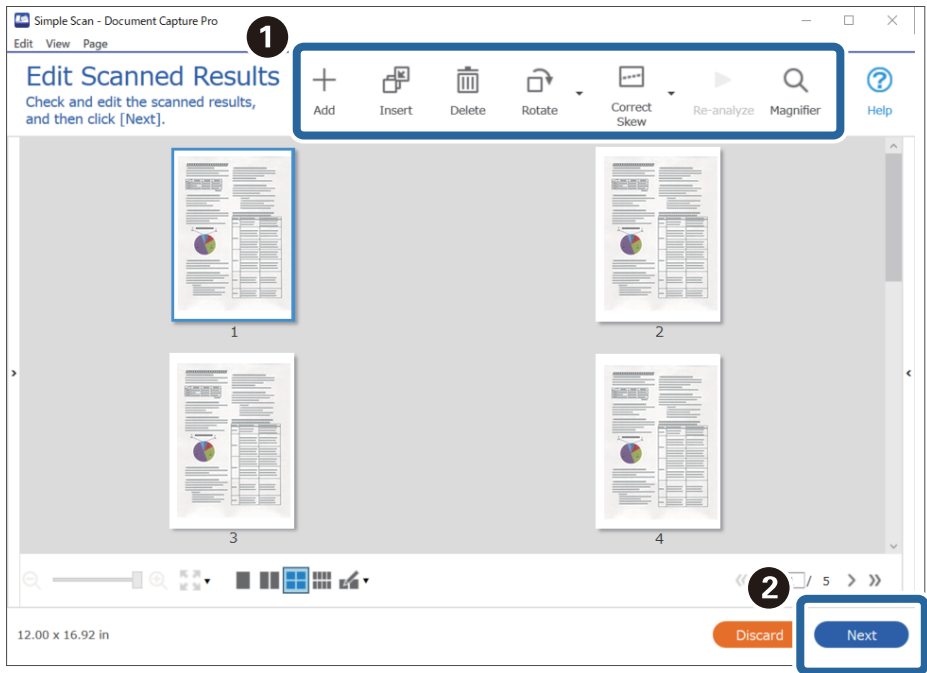 Simple Scan - Document Capture Pro
Edit View Page
1
Edit Scanned Results
Check and edit the scanned results,
and then click [Next].
Add
Insert
Delete
Rotate
Correct
Skew
Re-analyze
Magnifier
Help
1
2
3
4
2
/ 5
12.00 x 16.92 in
Discard
Next